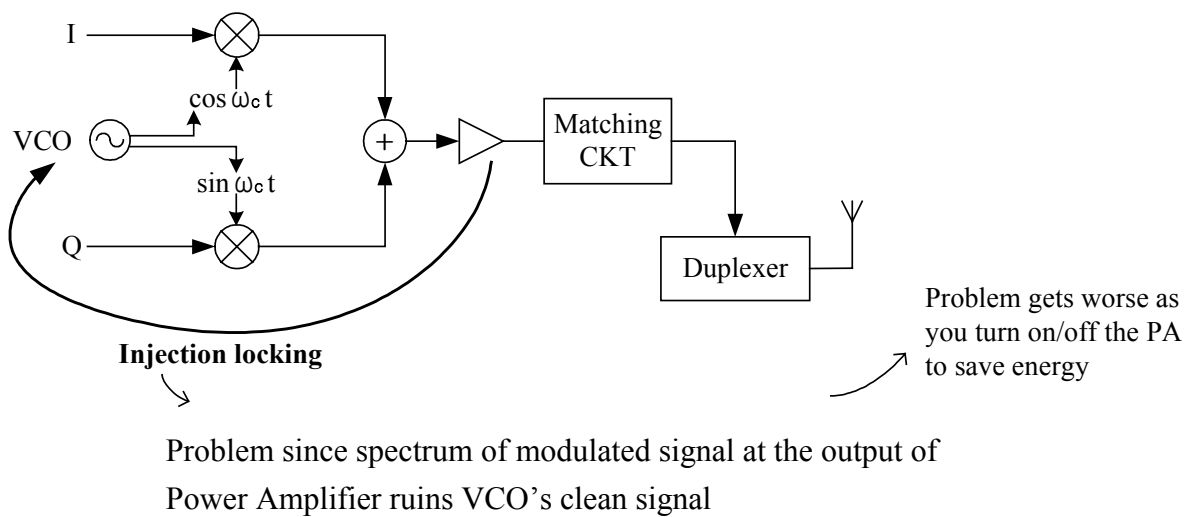 I
cos ωc t
VCO
sin ωc t
Q
+
Matching
CKT
Duplexer
Injection locking
Problem gets worse as
you turn on/off the PA
to save energy
Problem since spectrum of modulated signal at the output of
Power Amplifier ruins VCO's clean signal